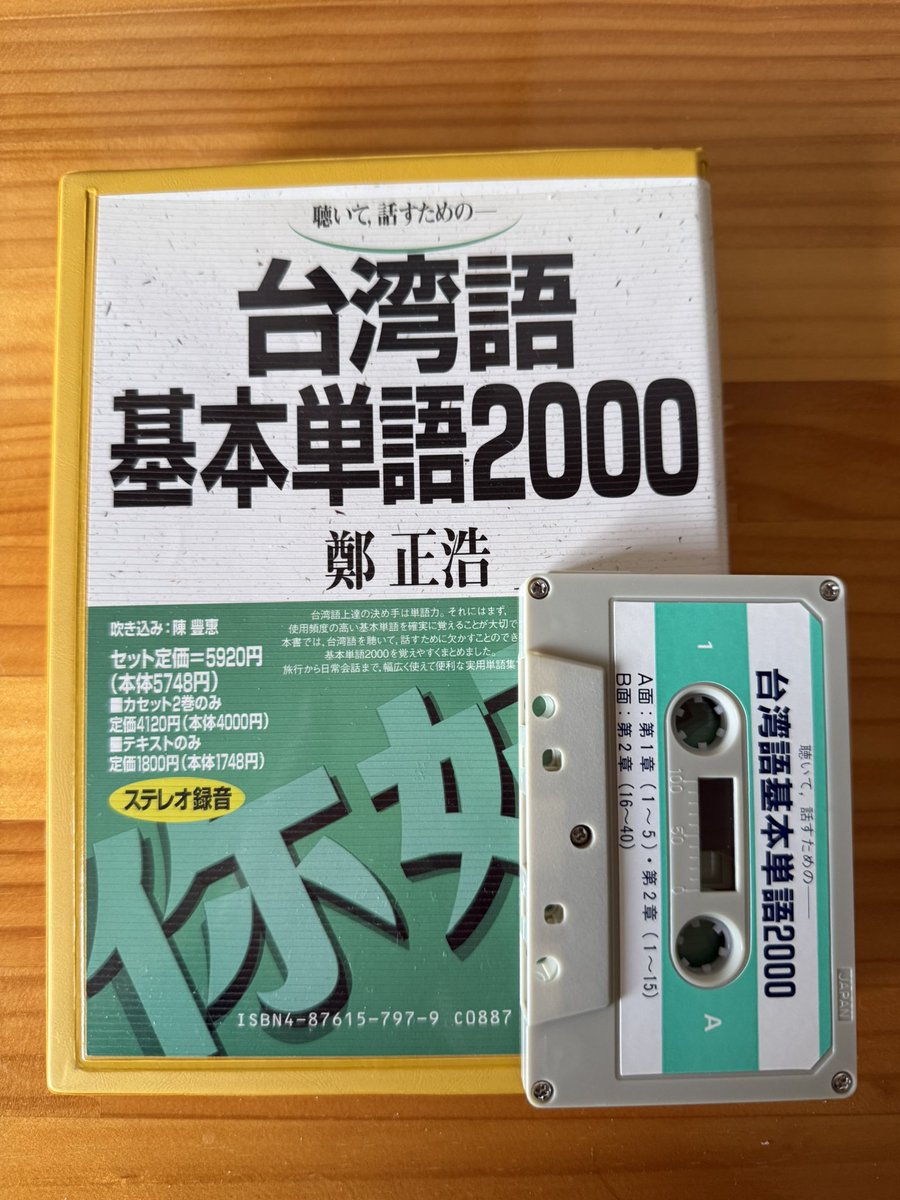 聴いて，話すための―
台湾語
基本単語2000
鄭 正浩
吹き込み：陳 豊惠
セット定価＝5920円
（本体5748円）
■カセット2巻のみ
定価4120円（本体4000円）
■テキストのみ
定価1800円（本体1748円）
ステレオ録音
台湾語上達の決め手は単語力。それにはまず，
使用頻度の高い基本単語を確実に覚えることが大切で
本書では，台湾語を聴いて，話すために欠かすことのでき
基本単語2000を覚えやすくまとめました。
旅行から日常会話まで，幅広く使えて便利な実用単語集
你好
ISBN4-87615-797-9 C0887
聴いて，話すための――
台湾語基本単語2000
1
A
A面：第1章（1～5）・第2章（1～15）
B面：第2章（16～40）
100 50 0
JAPAN